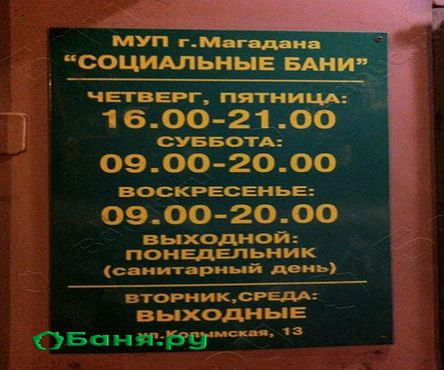 МУП г.Магадана
“СОЦИАЛЬНЫЕ БАНИ”
ЧЕТВЕРГ, ПЯТНИЦА:
16.00-21.00
СУББОТА:
09.00-20.00
ВОСКРЕСЕНЬЕ:
09.00-20.00
ВЫХОДНОЙ:
ПОНЕДЕЛЬНИК
(санитарный день)
ВТОРНИК,СРЕДА:
ВЫХОДНЫЕ
Баня.ру
ул.Колымская, 13